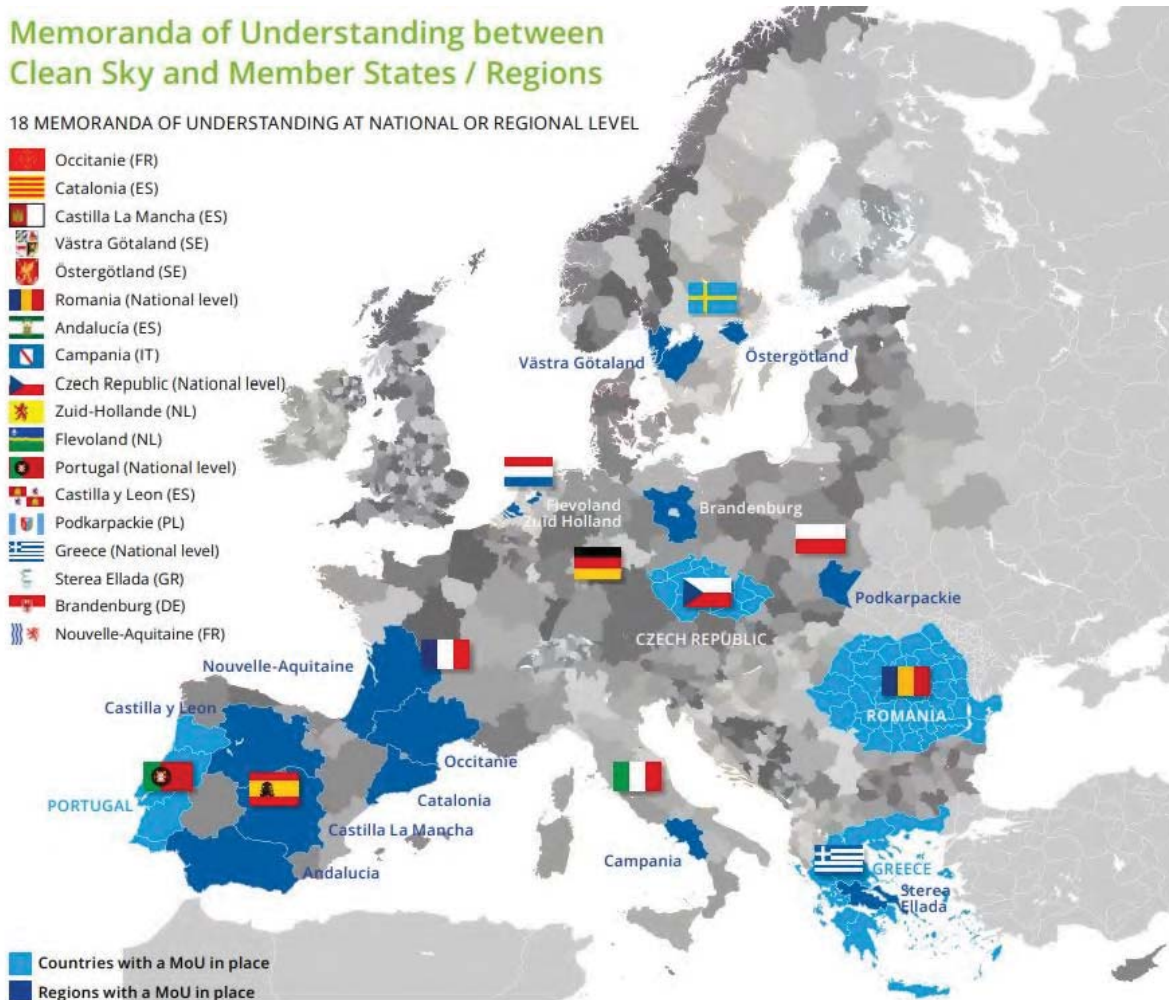 Memoranda of Understanding between
Clean Sky and Member States / Regions
18 MEMORANDA OF UNDERSTANDING AT NATIONAL OR REGIONAL LEVEL
Occitanie (FR)
Catalonia (ES)
Castilla La Mancha (ES)
Västra Götaland (SE)
Östergötland (SE)
Romania (National level)
Andalucía (ES)
Campania (IT)
Czech Republic (National level)
Zuid-Hollande (NL)
Flevoland (NL)
Portugal (National level)
Castilla y Leon (ES)
Podkarpackie (PL)
Greece (National level)
Sterea Ellada (GR)
Brandenburg (DE)
Nouvelle-Aquitaine (FR)
Västra Götaland
Östergötland
Flevoland
Zuid Holland
Brandenburg
Podkarpackie
CZECH REPUBLIC
Nouvelle-Aquitaine
Castilla y Leon
ROMANIA
Occitanie
PORTUGAL
Catalonia
Castilla La Mancha
Campania
Andalucia
GREECE
Sterea
Ellada
Countries with a MoU in place
Regions with a MoU in place